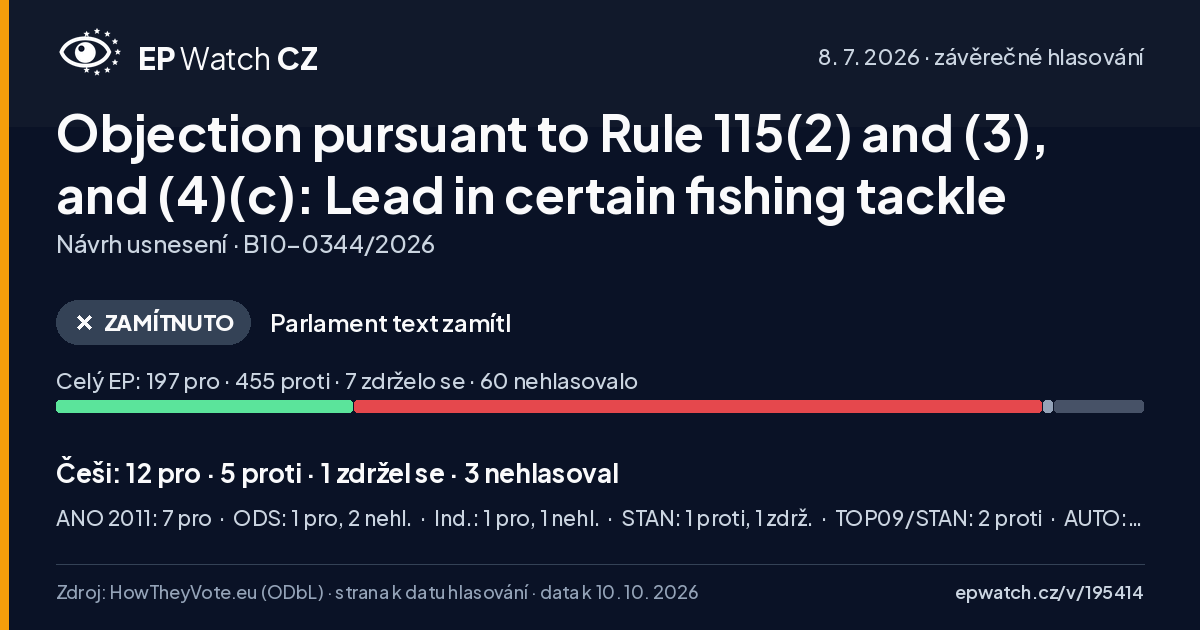 EP Watch CZ
8. 7. 2026 · závěrečné hlasování
Objection pursuant to Rule 115(2) and (3),
and (4)(c): Lead in certain fishing tackle
Návrh usnesení · B10-0344/2026
✕ ZAMÍTNUTO Parlament text zamítl
Celý EP: 197 pro · 455 proti · 7 zdrželo se · 60 nehlasovalo
Češi: 12 pro · 5 proti · 1 zdržel se · 3 nehlasoval
ANO 2011: 7 pro · ODS: 1 pro, 2 nehl. · Ind.: 1 pro, 1 nehl. · STAN: 1 proti, 1 zdrž. · TOP09/STAN: 2 proti · AUTO:…
Zdroj: HowTheyVote.eu (ODbL) · strana k datu hlasování · data k 10. 10. 2026
epwatch.cz/v/195414